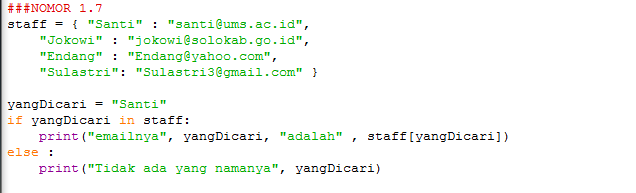 ###NOMOR 1.7
staff = { "Santi" : "santi@ums.ac.id",
    "Jokowi" : "jokowi@solokab.go.id",
    "Endang" : "Endang@yahoo.com",
    "Sulastri": "Sulastri3@gmail.com" }

yangDicari = "Santi"
if yangDicari in staff:
    print("emailnya", yangDicari, "adalah" , staff[yangDicari])
else :
    print("Tidak ada yang namanya", yangDicari)